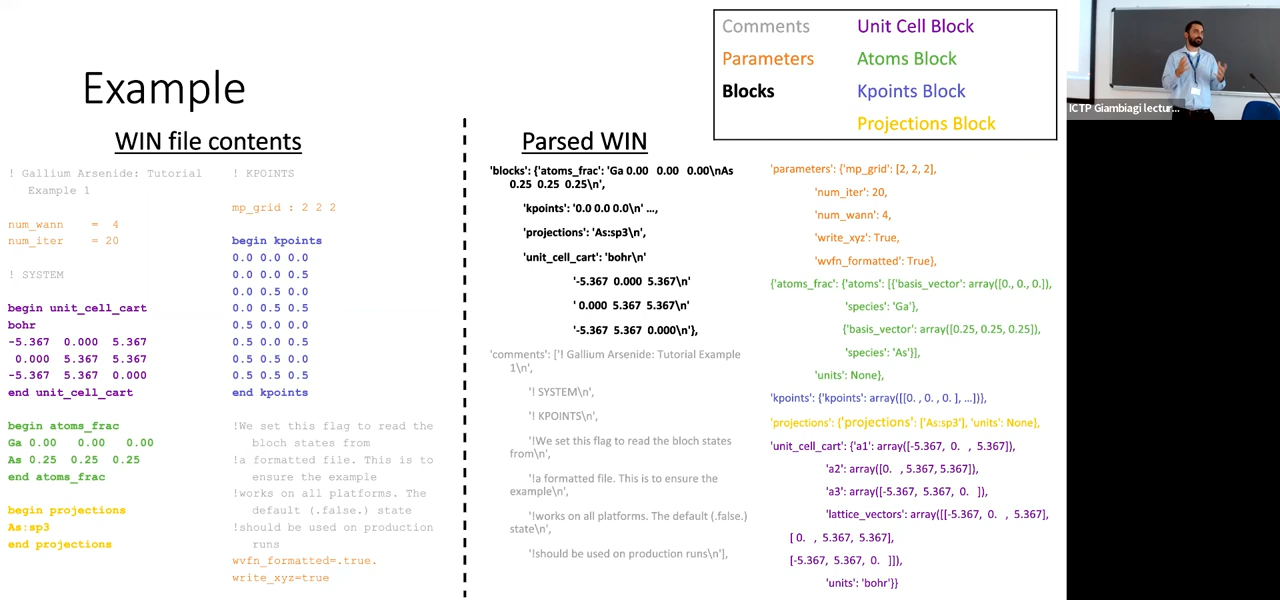 Example
Comments
Parameters
Blocks
Unit Cell Block
Atoms Block
Kpoints Block
Projections Block
ICTP Giambiagi lectur...
WIN file contents
! Gallium Arsenide: Tutorial
Example 1
num_wann = 4
num_iter = 20
! SYSTEM
begin unit_cell_cart
bohr
-5.367 0.000 5.367
0.000 5.367 5.367
-5.367 5.367 0.000
end unit_cell_cart
begin atoms_frac
Ga 0.00 0.00 0.00
As 0.25 0.25 0.25
end atoms_frac
begin projections
As:sp3
end projections
! KPOINTS
mp_grid : 2 2 2
begin kpoints
0.0 0.0 0.0
0.0 0.0 0.5
0.0 0.5 0.0
0.0 0.5 0.5
0.5 0.0 0.0
0.5 0.0 0.5
0.5 0.5 0.0
0.5 0.5 0.5
end kpoints
!We set this flag to read the
bloch states from
!a formatted file. This is to
ensure the example
!works on all platforms. The
default (.false.) state
!should be used on production
runs
wvfn_formatted=.true.
write_xyz=true
Parsed WIN
'blocks': {'atoms_frac': 'Ga 0.00 0.00 0.00\nAs
0.25 0.25 0.25\n',
'kpoints': '0.0 0.0 0.0\n' ...,
'projections': 'As:sp3\n',
'unit_cell_cart': 'bohr\n'
'-5.367 0.000 5.367\n'
' 0.000 5.367 5.367\n'
'-5.367 5.367 0.000\n'},
'comments': ['! Gallium Arsenide: Tutorial Example
1\n',
'! SYSTEM\n',
'! KPOINTS\n',
'!We set this flag to read the bloch states
from\n',
'!a formatted file. This is to ensure the
example\n',
'!works on all platforms. The default (.false.)
state\n',
'!should be used on production runs\n'],
'parameters': {'mp_grid': [2, 2, 2],
'num_iter': 20,
'num_wann': 4,
'write_xyz': True,
'wvfn_formatted': True},
{'atoms_frac': {'atoms': [{'basis_vector': array([0., 0., 0.]),
'species': 'Ga'},
{'basis_vector': array([0.25, 0.25, 0.25]),
'species': 'As'}],
'units': None},
'kpoints': {'kpoints': array([[0. , 0. , 0. ], ...])},
'projections': {'projections': ['As:sp3'], 'units': None},
'unit_cell_cart': {'a1': array([-5.367, 0. , 5.367]),
'a2': array([0. , 5.367, 5.367]),
'a3': array([-5.367, 5.367, 0. ]),
'lattice_vectors': array([[-5.367, 0. , 5.367],
[ 0. , 5.367, 5.367],
[-5.367, 5.367, 0. ]]),
'units': 'bohr'}}